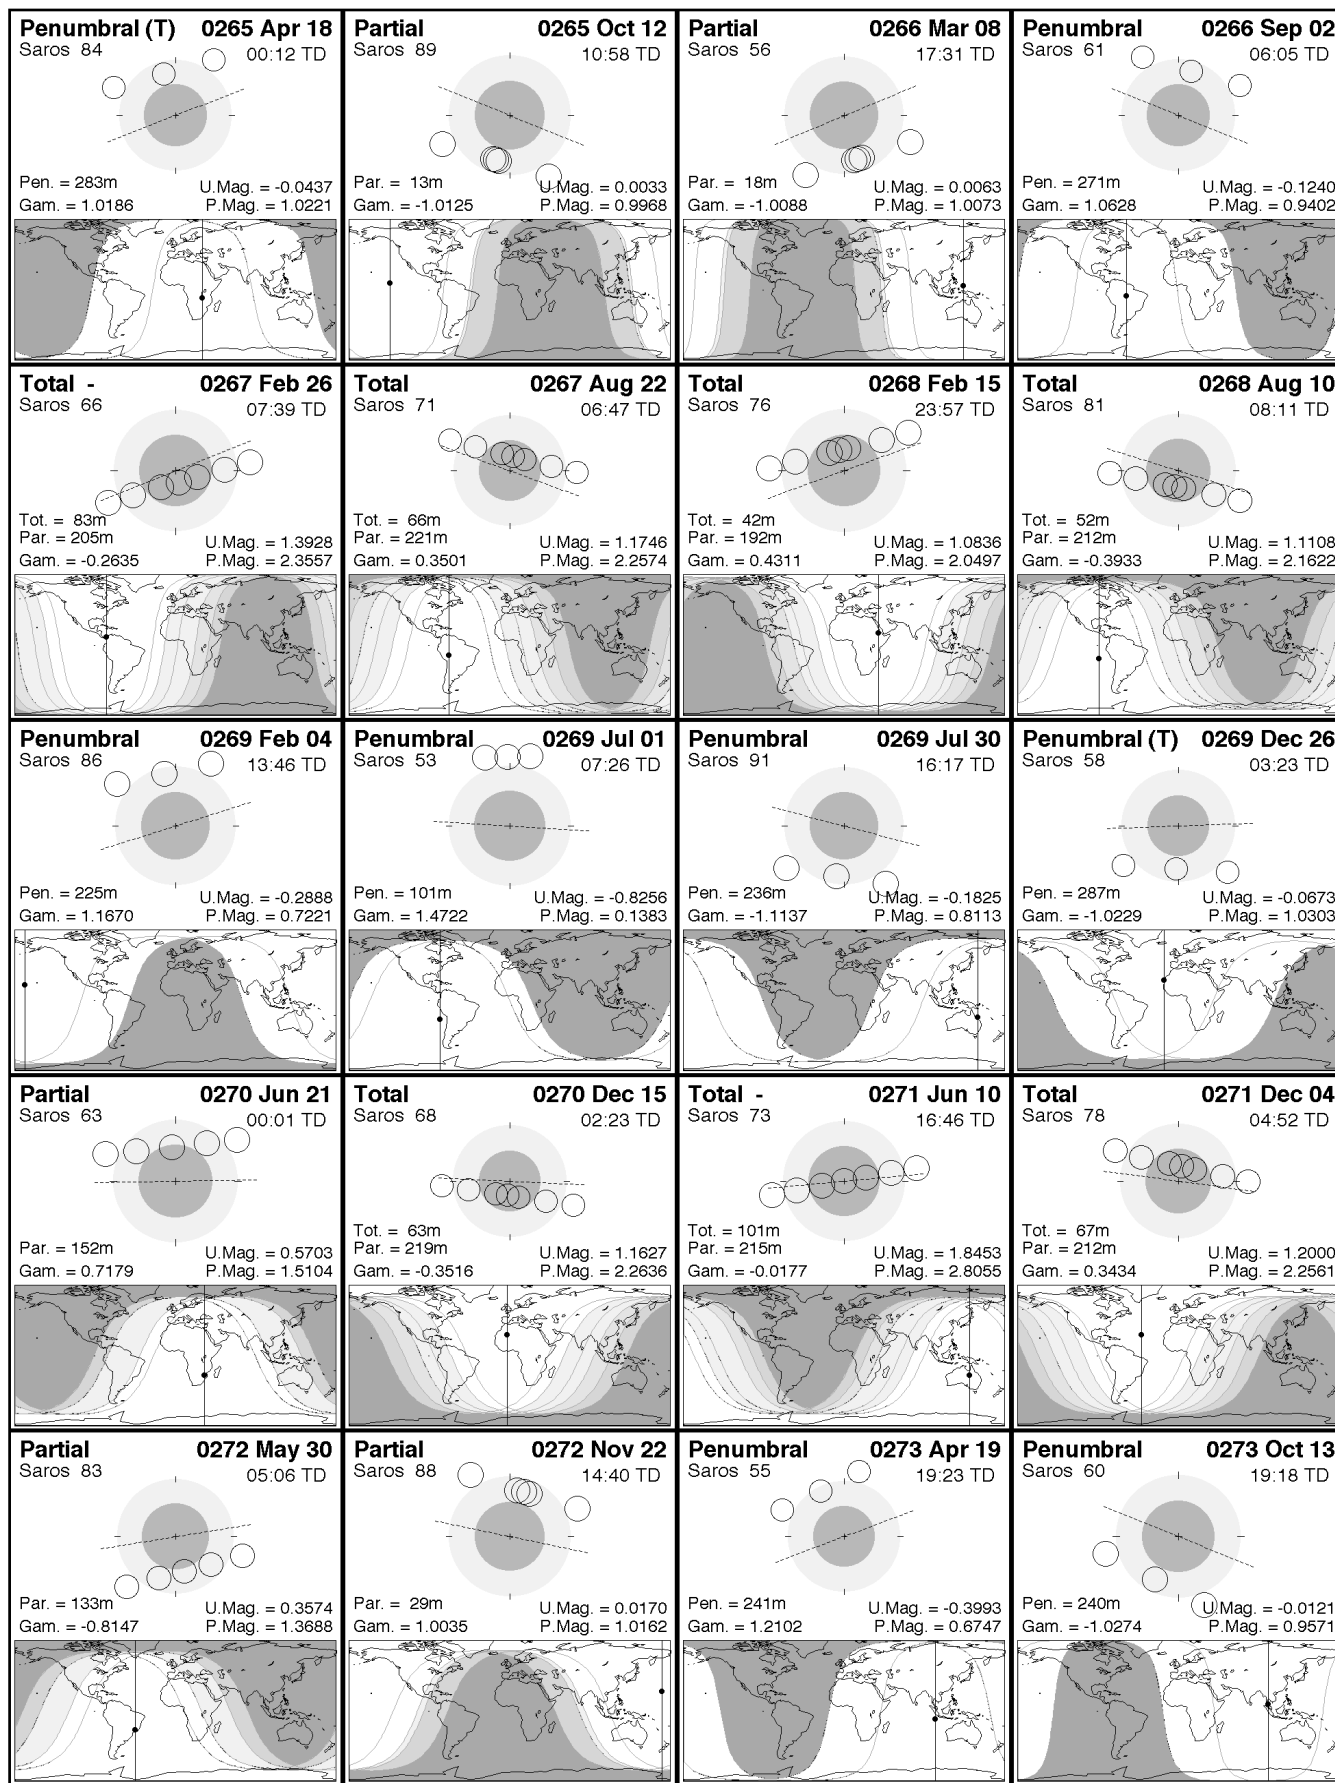 Penumbral (T) 0265 Apr 18
Saros 84 00:12 TD
Pen. = 283m U.Mag. = -0.0437
Gam. = 1.0186 P.Mag. = 1.0221
Partial 0265 Oct 12
Saros 89 10:58 TD
Par. = 13m U.Mag. = 0.0033
Gam. = -1.0125 P.Mag. = 0.9968
Partial 0266 Mar 08
Saros 56 17:31 TD
Par. = 18m U.Mag. = 0.0063
Gam. = -1.0088 P.Mag. = 1.0073
Penumbral 0266 Sep 02
Saros 61 06:05 TD
Pen. = 271m U.Mag. = -0.1240
Gam. = 1.0628 P.Mag. = 0.9402
Total - 0267 Feb 26
Saros 66 07:39 TD
Tot. = 83m
Par. = 205m U.Mag. = 1.3928
Gam. = -0.2635 P.Mag. = 2.3557
Total 0267 Aug 22
Saros 71 06:47 TD
Tot. = 66m
Par. = 221m U.Mag. = 1.1746
Gam. = 0.3501 P.Mag. = 2.2574
Total 0268 Feb 15
Saros 76 23:57 TD
Tot. = 42m
Par. = 192m U.Mag. = 1.0836
Gam. = 0.4311 P.Mag. = 2.0497
Total 0268 Aug 10
Saros 81 08:11 TD
Tot. = 52m
Par. = 212m U.Mag. = 1.1108
Gam. = -0.3933 P.Mag. = 2.1622
Penumbral 0269 Feb 04
Saros 86 13:46 TD
Pen. = 225m U.Mag. = -0.2888
Gam. = 1.1670 P.Mag. = 0.7221
Penumbral 0269 Jul 01
Saros 53 07:26 TD
Pen. = 101m U.Mag. = -0.8256
Gam. = 1.4722 P.Mag. = 0.1383
Penumbral 0269 Jul 30
Saros 91 16:17 TD
Pen. = 236m U.Mag. = -0.1825
Gam. = -1.1137 P.Mag. = 0.8113
Penumbral (T) 0269 Dec 26
Saros 58 03:23 TD
Pen. = 287m U.Mag. = -0.0673
Gam. = -1.0229 P.Mag. = 1.0303
Partial 0270 Jun 21
Saros 63 00:01 TD
Par. = 152m U.Mag. = 0.5703
Gam. = 0.7179 P.Mag. = 1.5104
Total 0270 Dec 15
Saros 68 02:23 TD
Tot. = 63m
Par. = 219m U.Mag. = 1.1627
Gam. = -0.3516 P.Mag. = 2.2636
Total - 0271 Jun 10
Saros 73 16:46 TD
Tot. = 101m
Par. = 215m U.Mag. = 1.8453
Gam. = -0.0177 P.Mag. = 2.8055
Total 0271 Dec 04
Saros 78 04:52 TD
Tot. = 67m
Par. = 212m U.Mag. = 1.2000
Gam. = 0.3434 P.Mag. = 2.2561
Partial 0272 May 30
Saros 83 05:06 TD
Par. = 133m U.Mag. = 0.3574
Gam. = -0.8147 P.Mag. = 1.3688
Partial 0272 Nov 22
Saros 88 14:40 TD
Par. = 29m U.Mag. = 0.0170
Gam. = 1.0035 P.Mag. = 1.0162
Penumbral 0273 Apr 19
Saros 55 19:23 TD
Pen. = 241m U.Mag. = -0.3993
Gam. = 1.2102 P.Mag. = 0.6747
Penumbral 0273 Oct 13
Saros 60 19:18 TD
Pen. = 240m U.Mag. = -0.0121
Gam. = -1.0274 P.Mag. = 0.9571